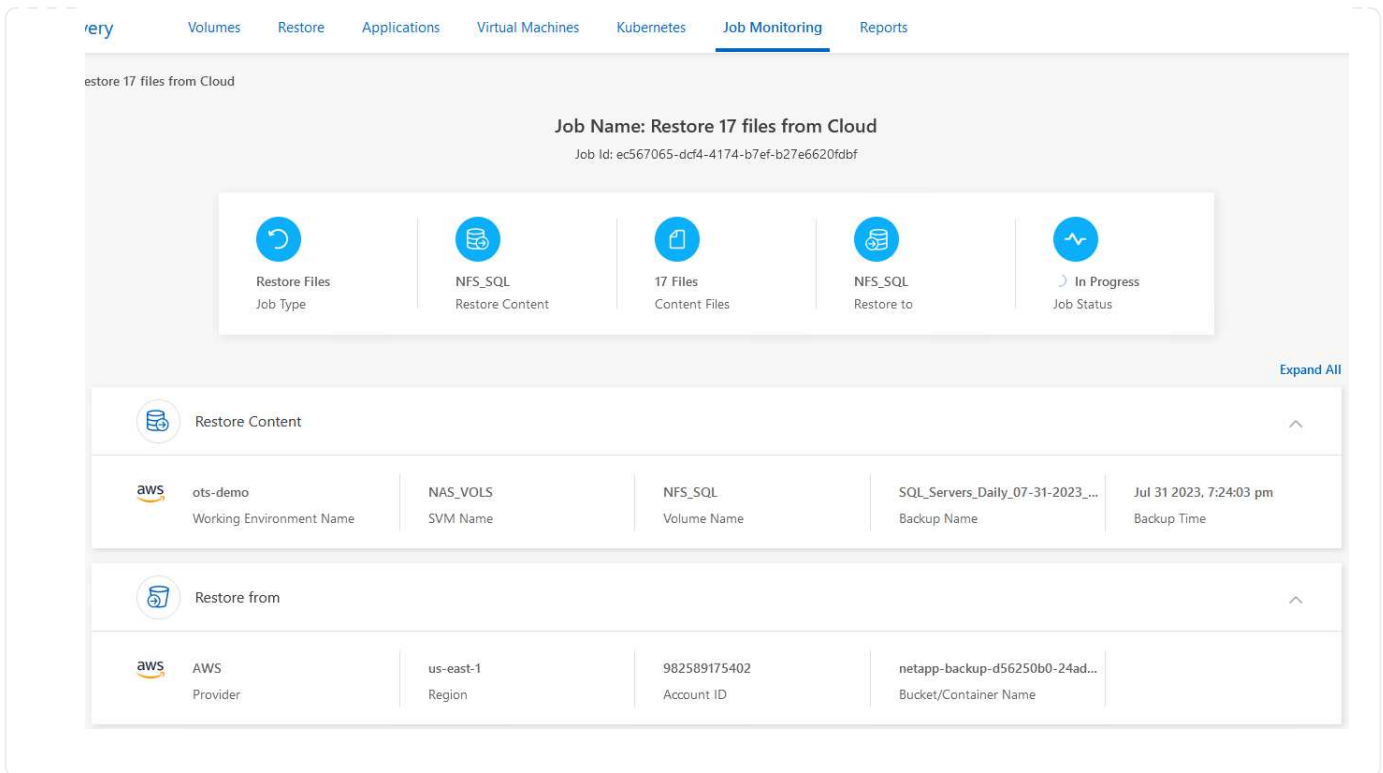 very Volumes Restore Applications Virtual Machines Kubernetes Job Monitoring Reports
estore 17 files from Cloud
Job Name: Restore 17 files from Cloud
Job Id: ec567065-dcf4-4174-b7ef-b27e6620fdbf
Restore Files NFS_SQL 17 Files NFS_SQL In Progress
Job Type Restore Content Content Files Restore to Job Status
Expand All
Restore Content
aws ots-demo NAS_VOLS NFS_SQL SQL_Servers_Daily_07-31-2023_... Jul 31 2023, 7:24:03 pm
Working Environment Name SVM Name Volume Name Backup Name Backup Time
Restore from
aws AWS us-east-1 982589175402 netapp-backup-d56250b0-24ad...
Provider Region Account ID Bucket/Container Name